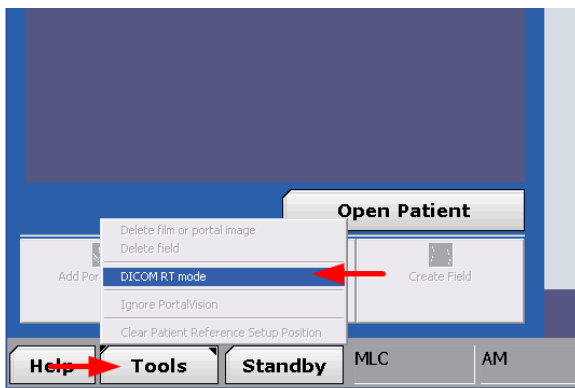 Open Patient
Delete film or portal image
Delete field
DICOM RT mode
Ignore PortalVision
Clear Patient Reference Setup Position
Add Por
Create Field
Help
Tools
Standby
MLC
AM